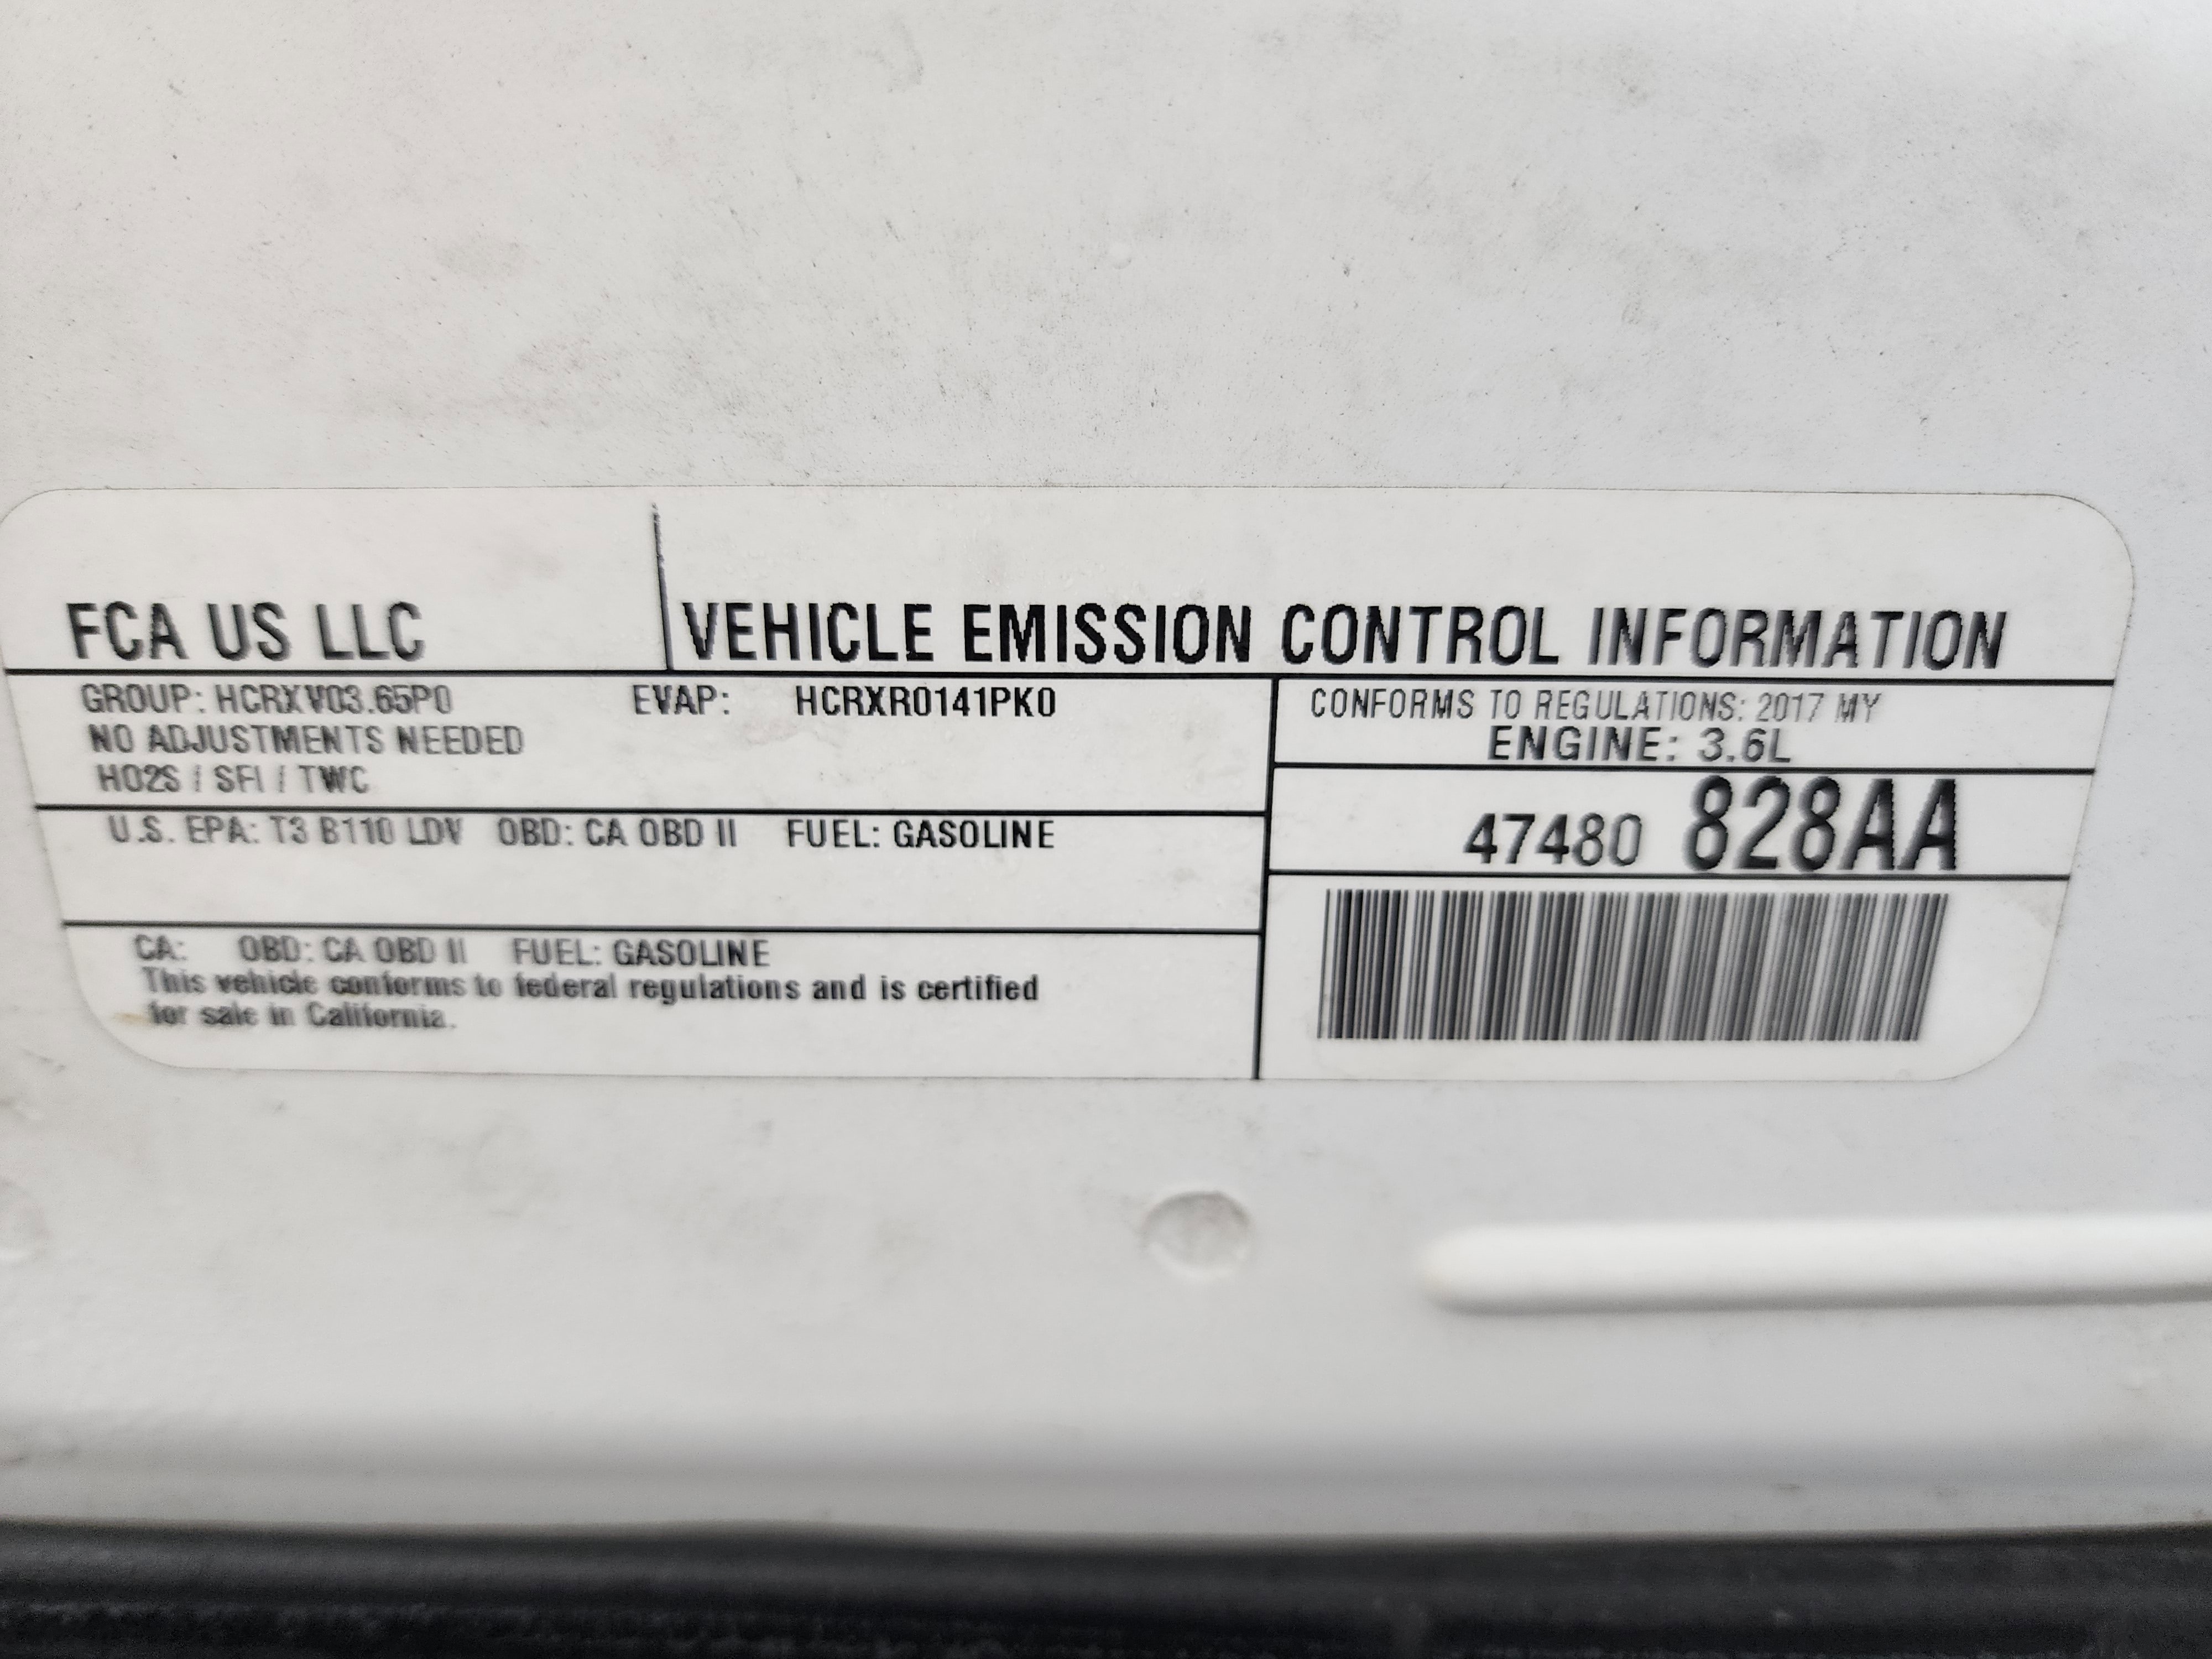 FCA US LLC VEHICLE EMISSION CONTROL INFORMATION
GROUP: HCRXV03.65P0 EVAP: HCRXR0141PK0
NO ADJUSTMENTS NEEDED
HO2S / SFI / TWC
U.S. EPA: T3 B110 LDV OBD: CA OBD II FUEL: GASOLINE
CA: OBD: CA OBD II FUEL: GASOLINE
This vehicle conforms to federal regulations and is certified
for sale in California.
CONFORMS TO REGULATIONS: 2017 MY
ENGINE: 3.6L
47480 828AA